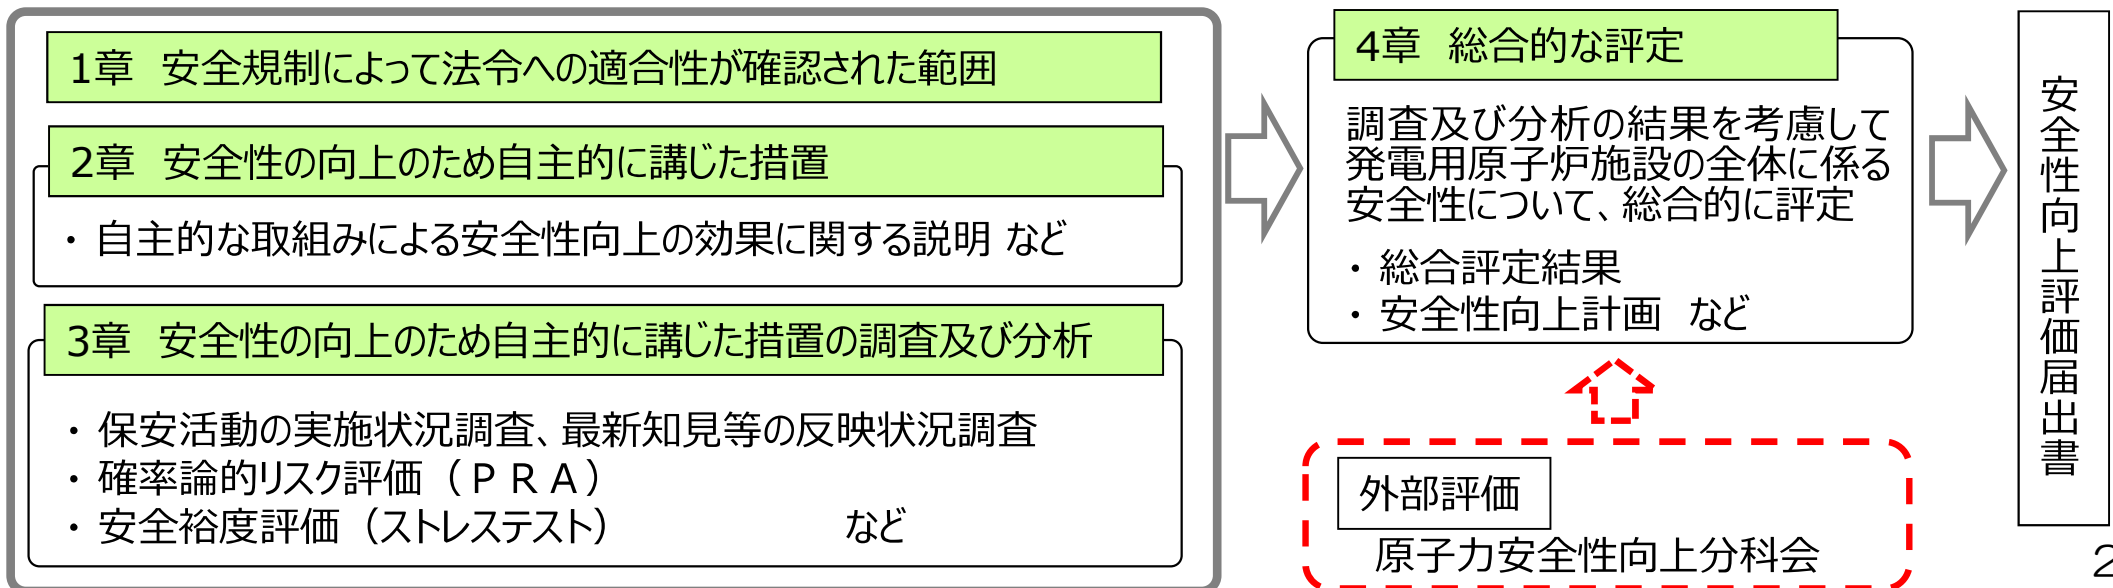 1章　安全規制によって法令への適合性が確認された範囲
2章　安全性の向上のため自主的に講じた措置
・ 自主的な取組みによる安全性向上の効果に関する説明 など
3章　安全性の向上のため自主的に講じた措置の調査及び分析
・ 保安活動の実施状況調査、最新知見等の反映状況調査
・ 確率論的リスク評価（ＰＲＡ）
・ 安全裕度評価（ストレステスト）　　　　　　など
4章　総合的な評定
調査及び分析の結果を考慮して
発電用原子炉施設の全体に係る
安全性について、総合的に評定
・ 総合評定結果
・ 安全性向上計画　など
外部評価
原子力安全性向上分科会
安全性向上評価届出書
2